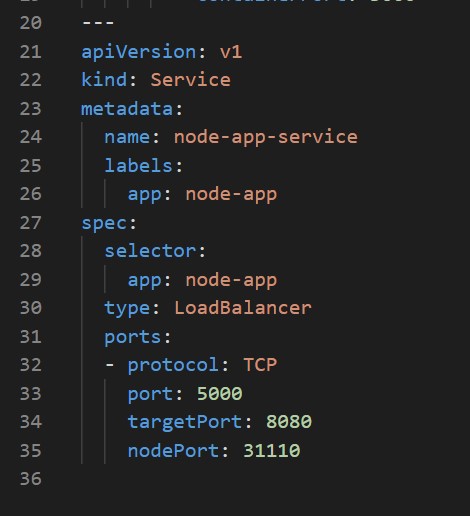 20 ---
21 apiVersion: v1
22 kind: Service
23 metadata:
24   name: node-app-service
25   labels:
26     app: node-app
27 spec:
28   selector:
29     app: node-app
30   type: LoadBalancer
31   ports:
32   - protocol: TCP
33     port: 5000
34     targetPort: 8080
35     nodePort: 31110
36